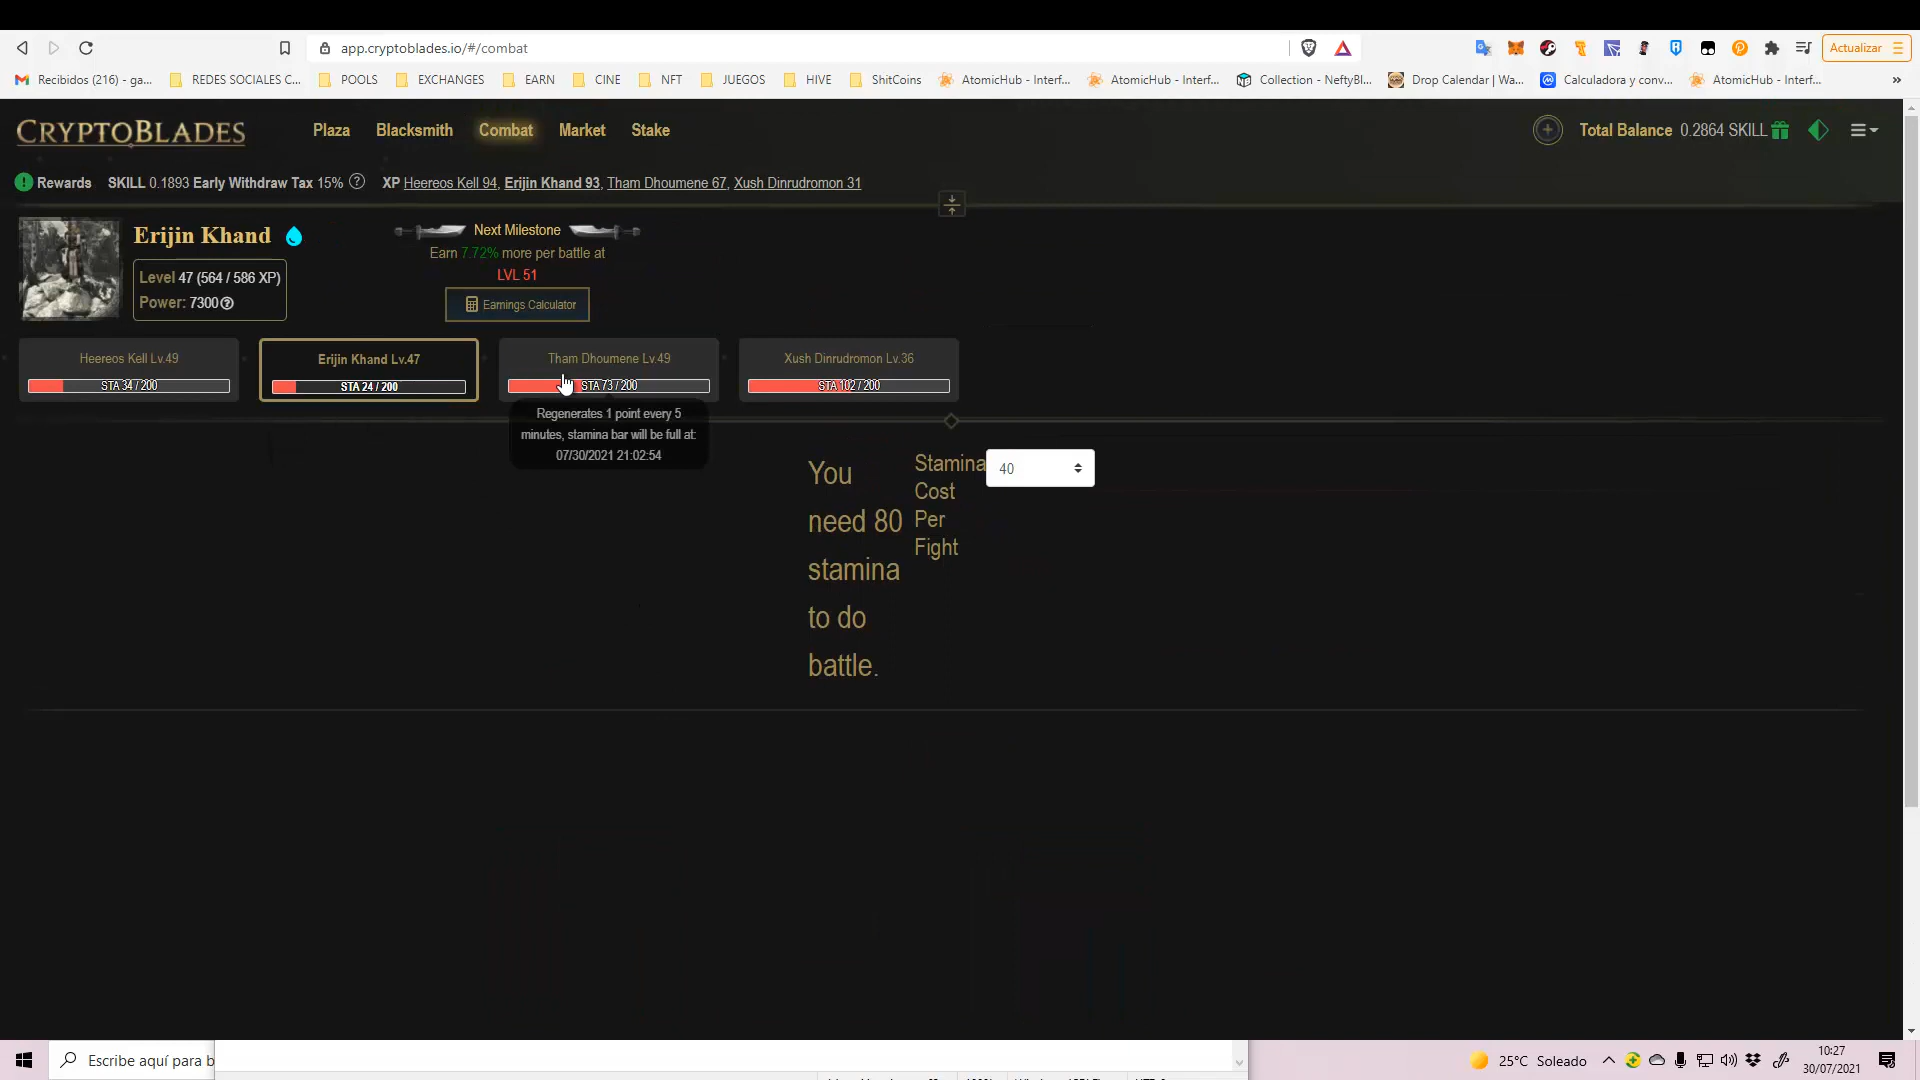 app.cryptoblades.io/#/combat
Actualizar
Recibidos (216) - ga...
REDES SOCIALES C...
POOLS
EXCHANGES
EARN
CINE
NFT
JUEGOS
HIVE
ShitCoins
AtomicHub - Interf...
AtomicHub - Interf...
Collection - NeftyBl...
Drop Calendar | Wa...
Calculadora y conv...
AtomicHub - Interf...
»
CRYPTOBLADES
Plaza
Blacksmith
Combat
Market
Stake
Total Balance 0.2864 SKILL
Rewards SKILL 0.1893 Early Withdraw Tax 15% XP Heereos Kell 94, Erijin Khand 93, Tham Dhoumene 67, Xush Dinrudromon 31
Erijin Khand
Level 47 (564 / 586 XP)
Power: 7300
Next Milestone
Earn 7.72% more per battle at
LVL 51
Earnings Calculator
Heereos Kell Lv.49
STA 34 / 200
Erijin Khand Lv.47
STA 24 / 200
Tham Dhoumene Lv.49
STA 73 / 200
Xush Dinrudromon Lv.36
STA 102 / 200
Regenerates 1 point every 5
minutes, stamina bar will be full at:
07/30/2021 21:02:54
You
need 80
stamina
to do
battle.
Stamina
Cost
Per
Fight
40
Escribe aquí para b
25°C Soleado
10:27
30/07/2021